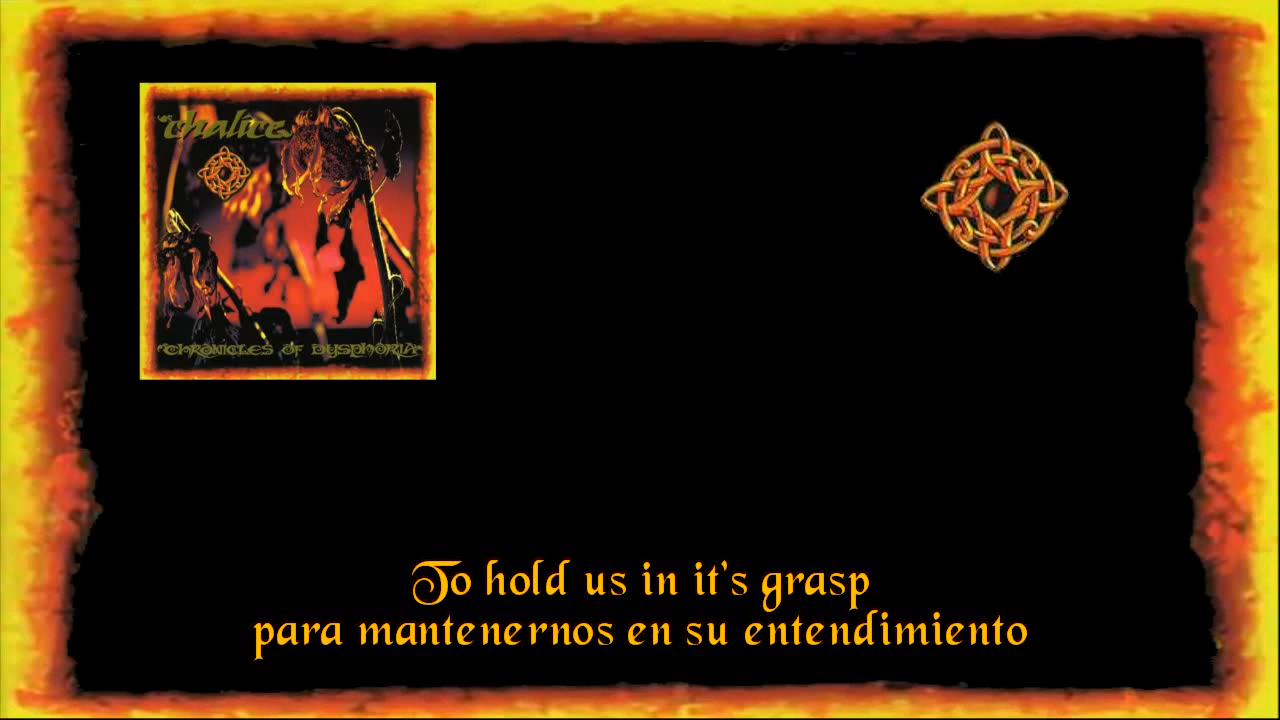 chalice
CHRONICLES OF DYSPHORIA
To hold us in it's grasp
para mantenernos en su entendimiento